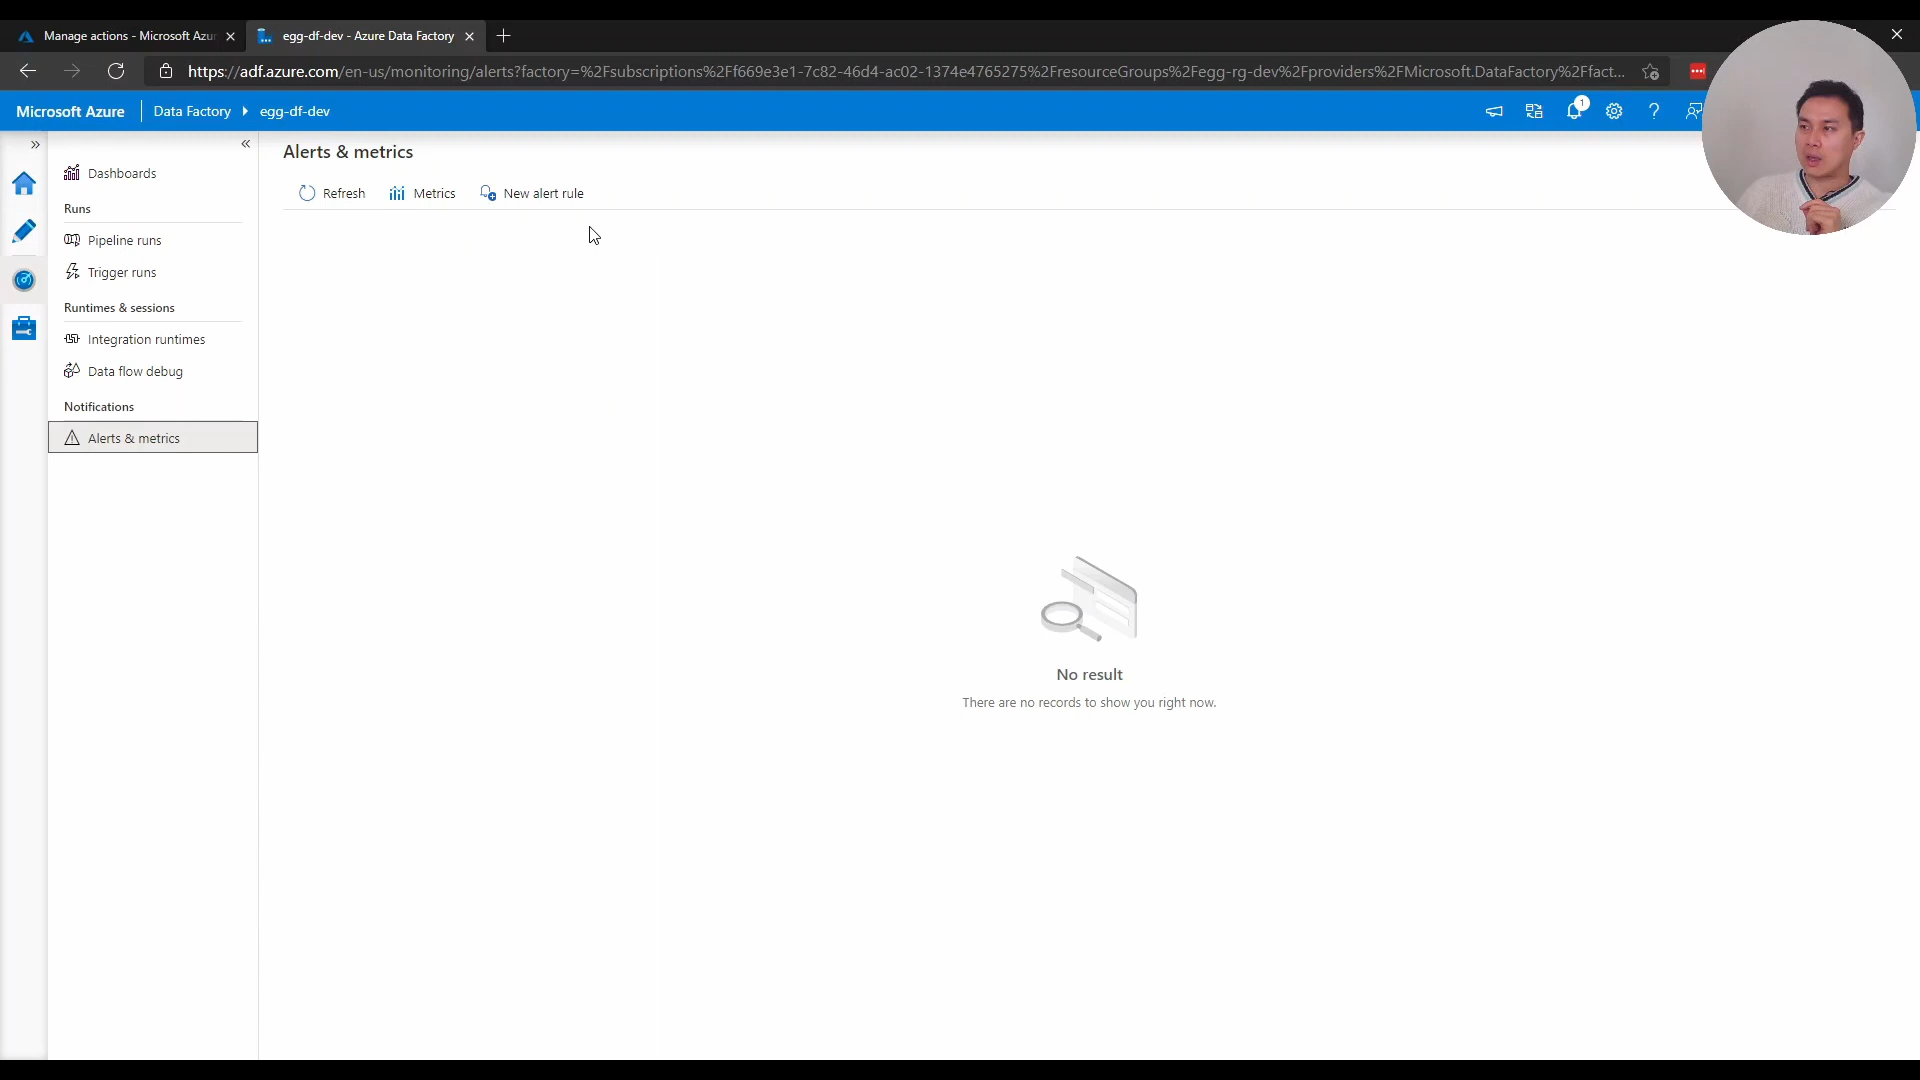 Manage actions - Microsoft Azur
egg-df-dev - Azure Data Factory
https://adf.azure.com/en-us/monitoring/alerts?factory=%2Fsubscriptions%2Ff669e3e1-7c82-46d4-ac02-1374e4765275%2FresourceGroups%2Fegg-rg-dev%2Fproviders%2FMicrosoft.DataFactory%2Ffact...
Microsoft Azure
Data Factory
egg-df-dev
1
Alerts & metrics
Refresh
Metrics
New alert rule
Dashboards
Runs
Pipeline runs
Trigger runs
Runtimes & sessions
Integration runtimes
Data flow debug
Notifications
Alerts & metrics
No result
There are no records to show you right now.